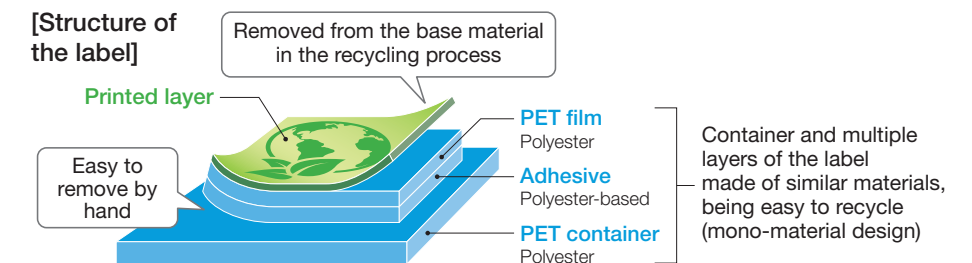 [Structure of
the label]
Removed from the base material
in the recycling process
Printed layer
Easy to
remove by
hand
PET film
Polyester
Adhesive
Polyester-based
PET container
Polyester
Container and multiple
layers of the label
made of similar materials,
being easy to recycle
(mono-material design)